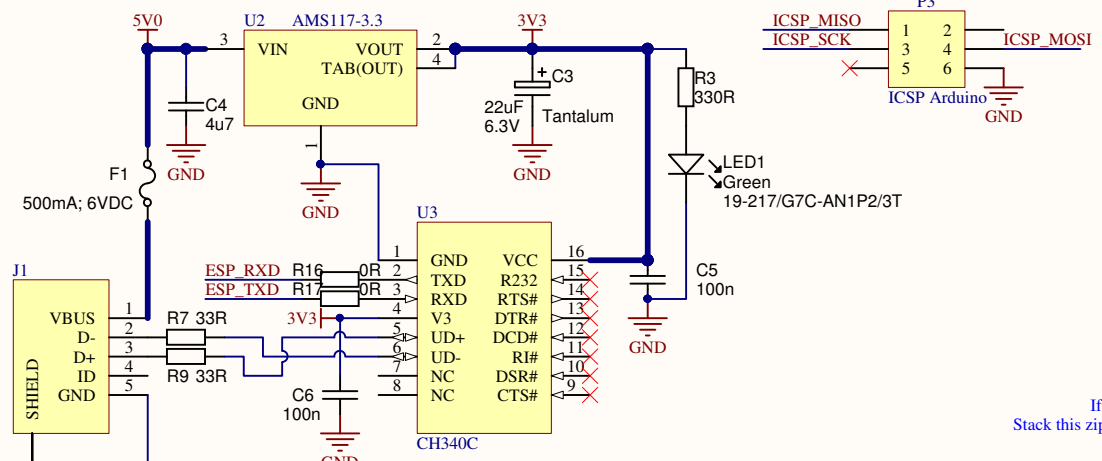 5V0
U2 AMS117-3.3
3V3
P3
3 VIN VOUT 2
TAB(OUT) 4
GND
1
C4
4u7
GND
GND
C3
22uF
6.3V
Tantalum
GND
R3
330R
LED1
Green
19-217/G7C-AN1P2/3T
ICSP_MISO 1 2
ICSP_SCK 3 4 ICSP_MOSI
5 6
ICSP Arduino
GND
F1
500mA; 6VDC
U3
1 GND VCC 16
ESP_RXD R16 0R 2 TXD R232 15
ESP_TXD R17 0R 3 RXD RTS# 14
3V3 4 V3 DTR# 13
5 UD+ DCD# 12
6 UD- RI# 11
7 NC DSR# 10
8 NC CTS# 9
CH340C
C5
100n
GND
C6
100n
GND
J1
VBUS 1
D- 2 R7 33R
D+ 3 R9 33R
ID 4
GND 5
SHIELD
If
Stack this zip